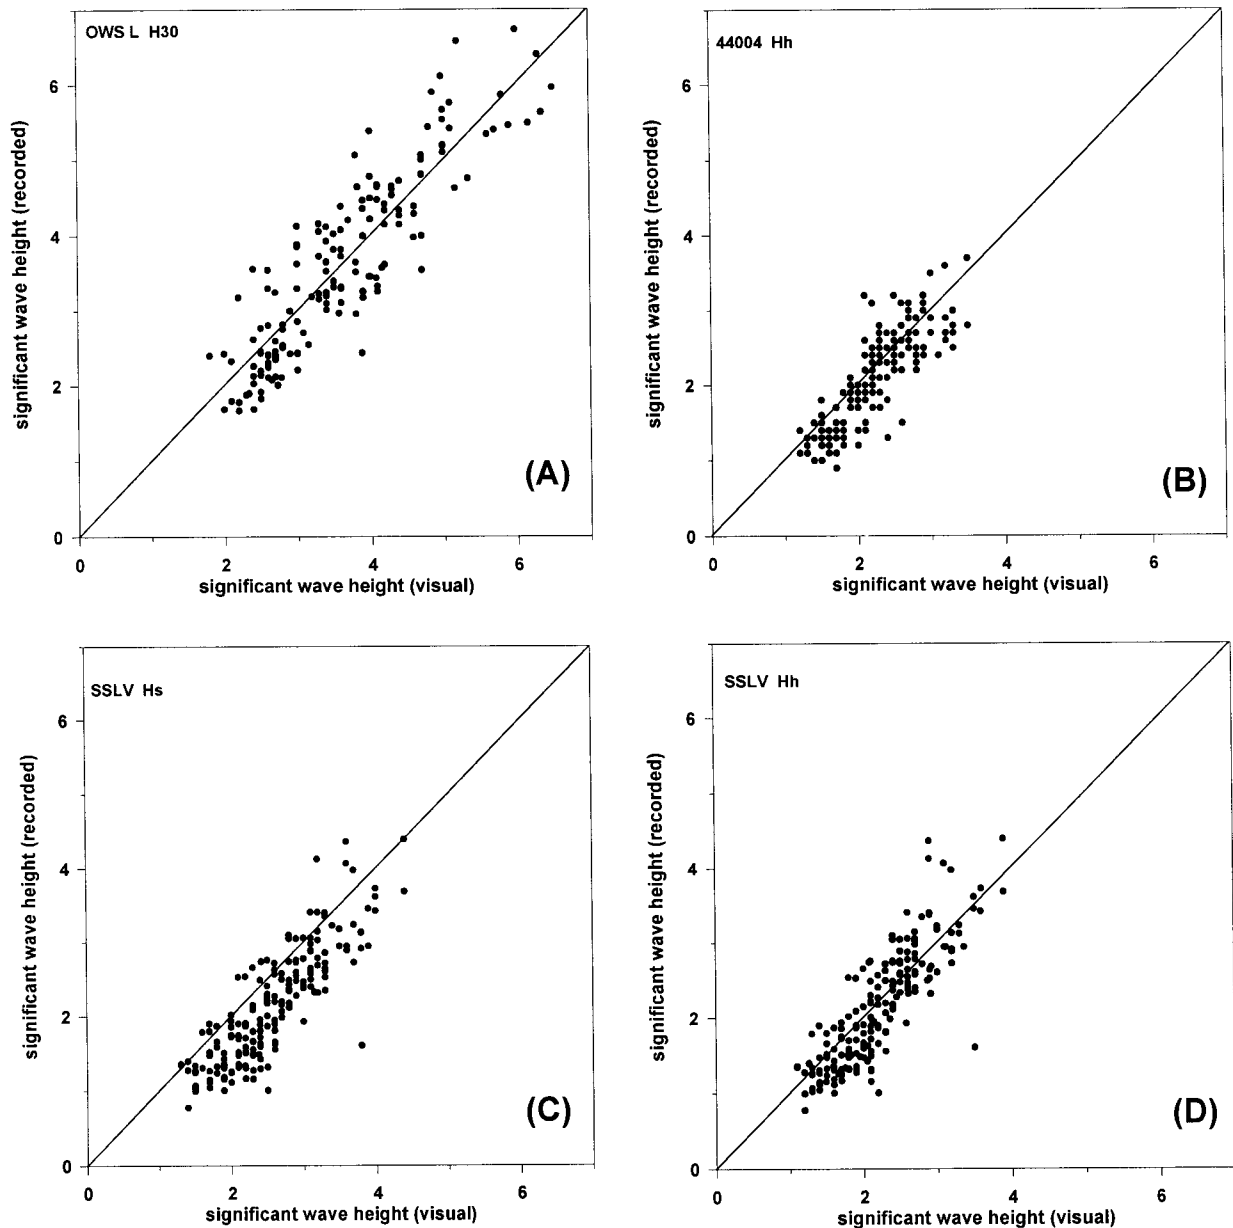 OWS L H30
significant wave height (recorded)
6
4
2
0
(A)
0 2 4 6
significant wave height (visual)
44004 Hh
significant wave height (recorded)
6
4
2
0
(B)
0 2 4 6
significant wave height (visual)
SSLV Hs
significant wave height (recorded)
6
4
2
0
(C)
0 2 4 6
significant wave height (visual)
SSLV Hh
significant wave height (recorded)
6
4
2
0
(D)
0 2 4 6
significant wave height (visual)